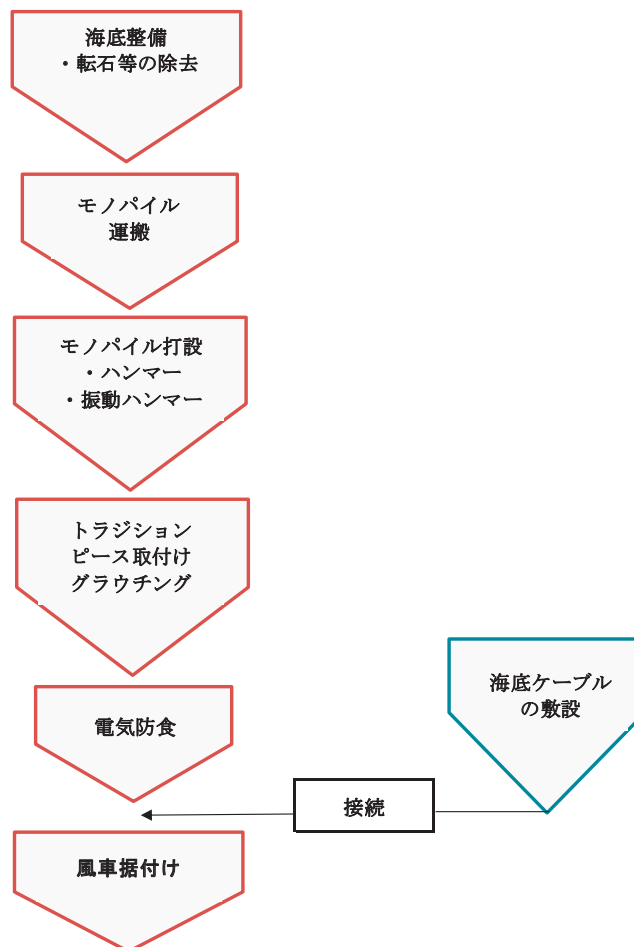 海底整備
・転石等の除去
モノパイル
運搬
モノパイル打設
・ハンマー
・振動ハンマー
トラジション
ピース取付け
グラウチング
電気防食
海底ケーブル
の敷設
接続
風車据付け